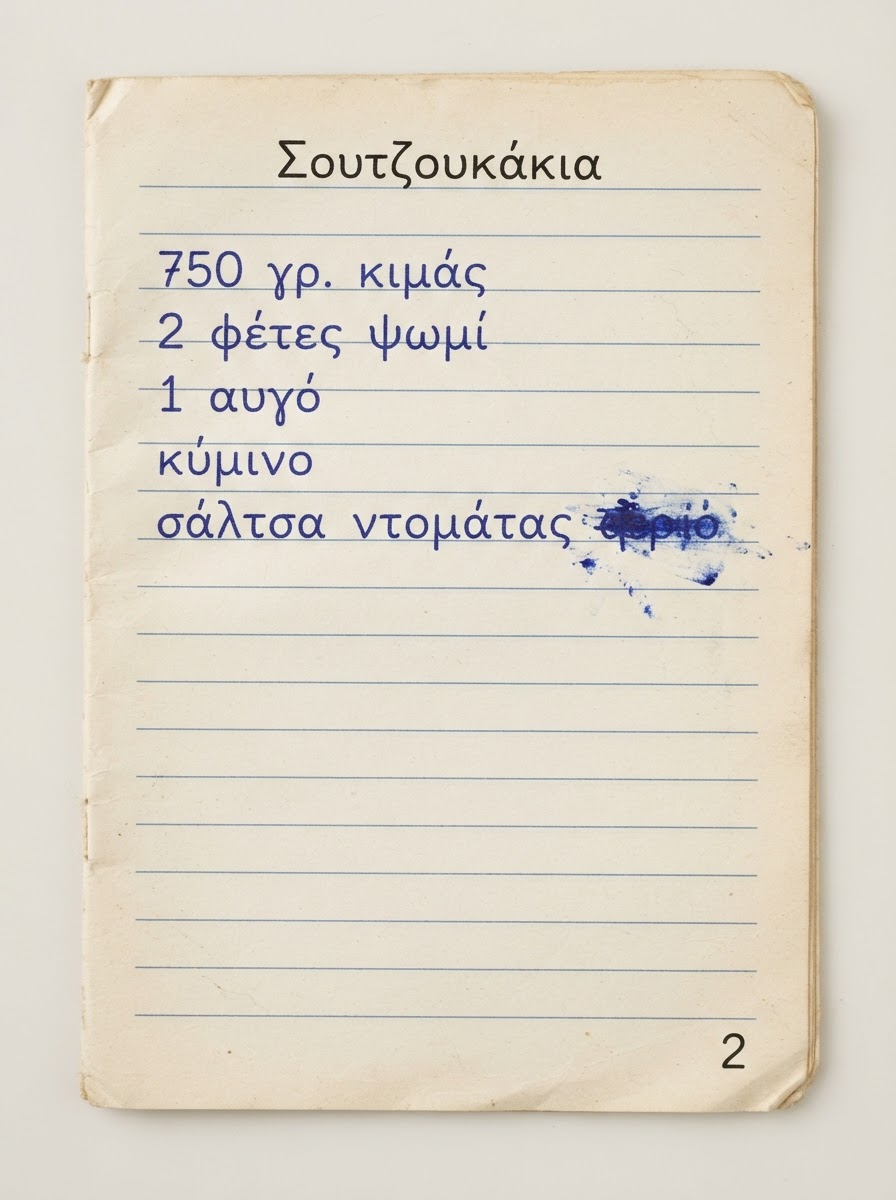 Σουτζουκάκια
750 γρ. κιμάς
2 φέτες ψωμί
1 αυγό
κύμινο
σάλτσα ντομάτας
2